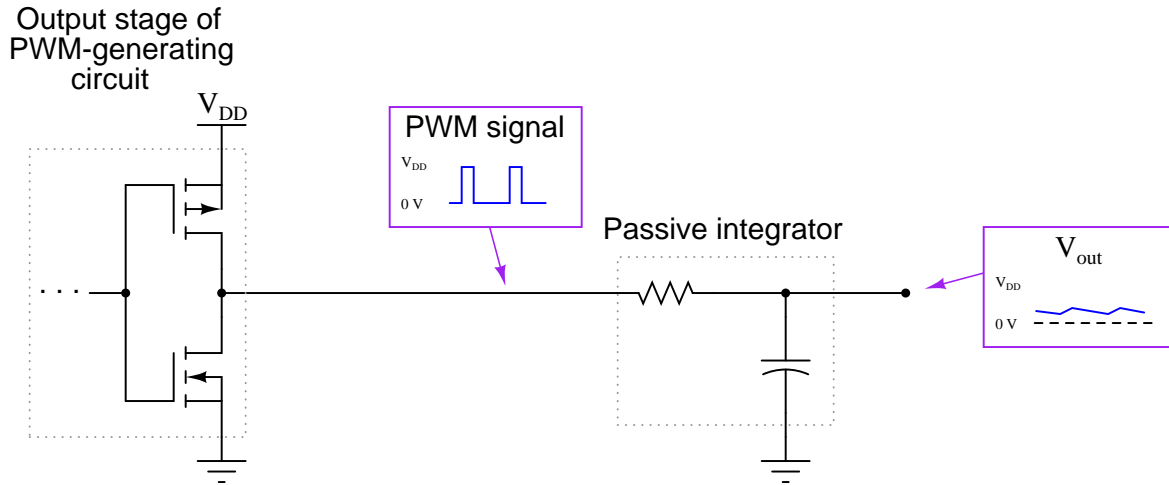 Output stage of
PWM-generating
circuit
VDD
PWM signal
VDD
0 V
Passive integrator
Vout
VDD
0 V
. . .